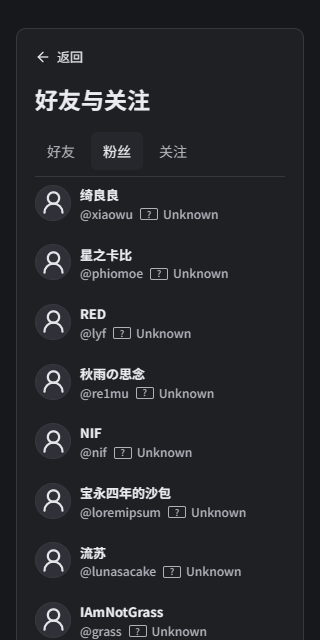 返回
好友与关注
好友 粉丝 关注
绮良良
@xiaowu ? Unknown
星之卡比
@phiomoe ? Unknown
RED
@lyf ? Unknown
秋雨の思念
@re1mu ? Unknown
NIF
@nif ? Unknown
宝永四年的沙包
@loremipsum ? Unknown
流苏
@lunasacake ? Unknown
IAmNotGrass
@grass ? Unknown